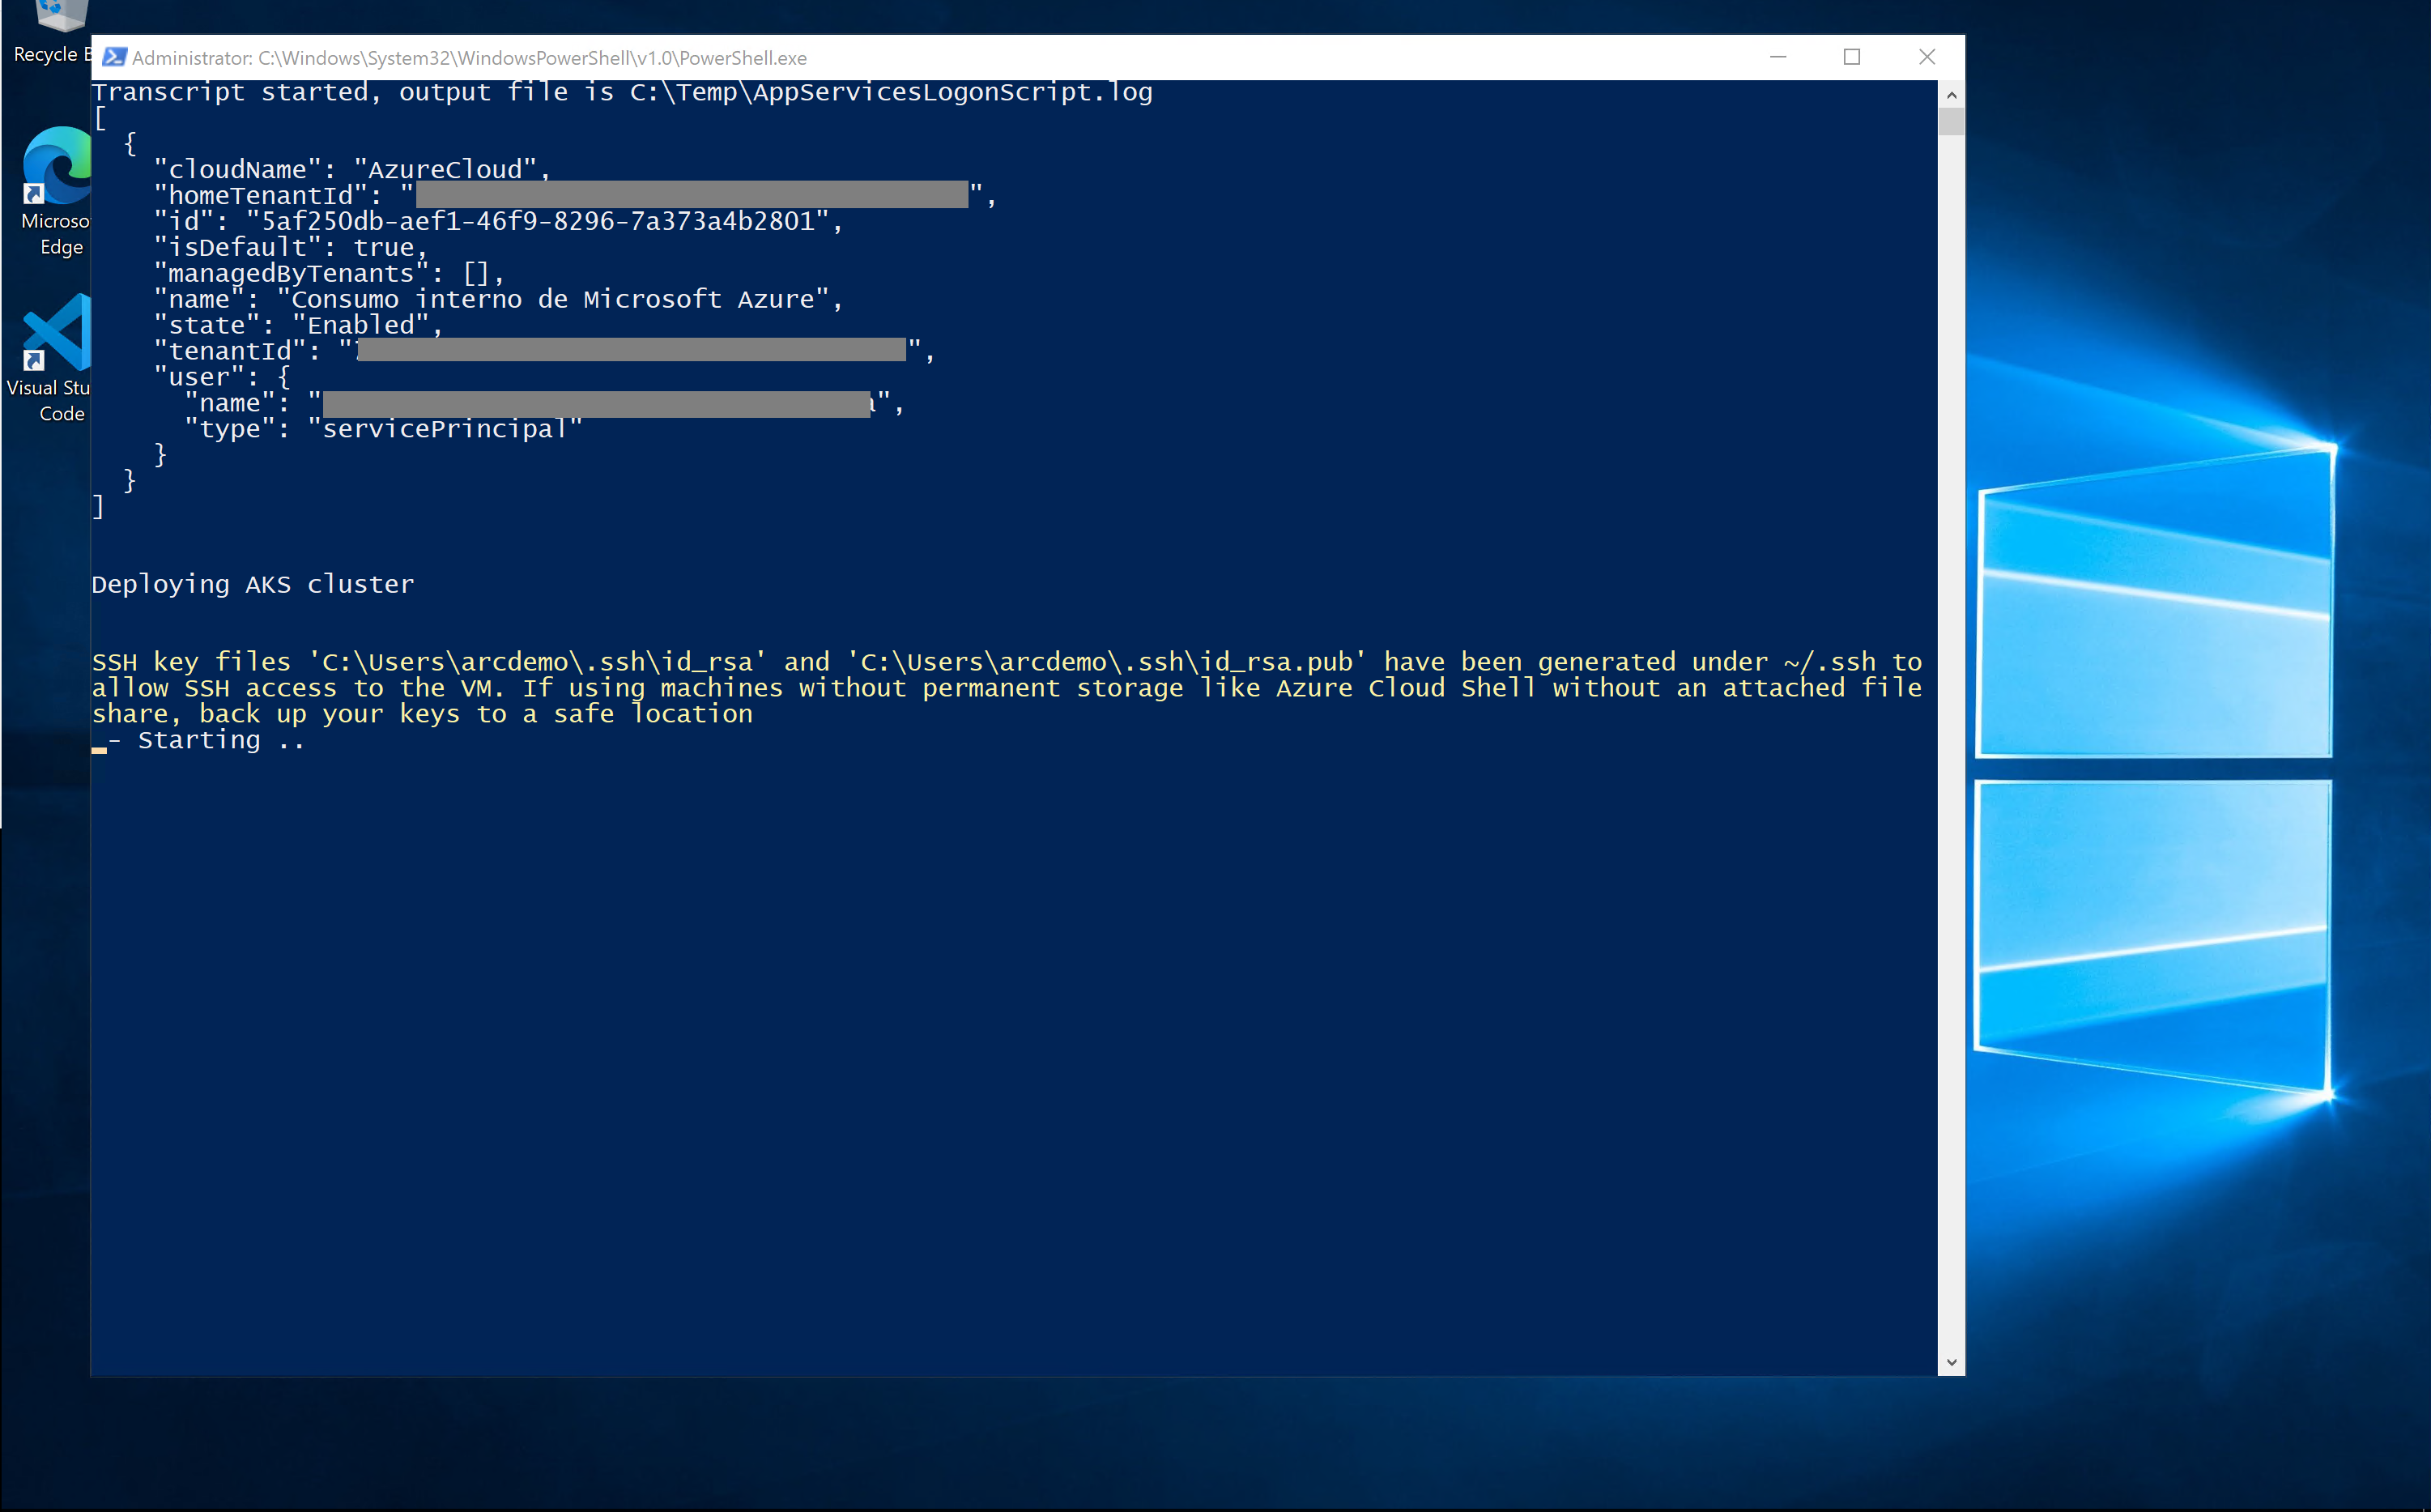 Recycle B
Microso
Edge
Visual Stu
Code
Administrator: C:\Windows\System32\WindowsPowerShell\v1.0\PowerShell.exe
Transcript started, output file is C:\Temp\AppServicesLogonScript.log
[
  {
    "cloudName": "AzureCloud",
    "homeTenantId": "",
    "id": "5af250db-aef1-46f9-8296-7a373a4b2801",
    "isDefault": true,
    "managedByTenants": [],
    "name": "Consumo interno de Microsoft Azure",
    "state": "Enabled",
    "tenantId": "",
    "user": {
      "name": "",
      "type": "servicePrincipal"
    }
  }
]
Deploying AKS cluster
SSH key files 'C:\Users\arcdemo\.ssh\id_rsa' and 'C:\Users\arcdemo\.ssh\id_rsa.pub' have been generated under ~/.ssh to
allow SSH access to the VM. If using machines without permanent storage like Azure Cloud Shell without an attached file
share, back up your keys to a safe location
_- Starting ..